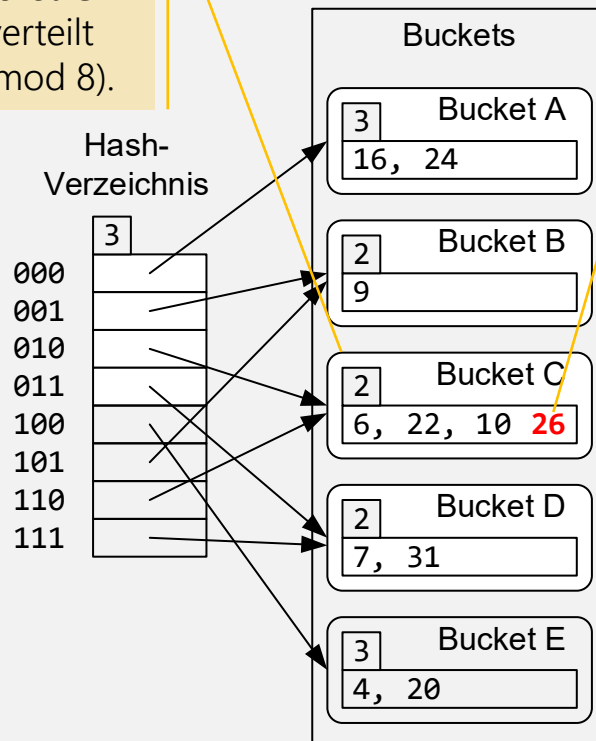 verteilt
mod 8).
Hash-
Verzeichnis
3
000
001
010
011
100
101
110
111
Buckets
Bucket A
3
16, 24
Bucket B
2
9
Bucket C
2
6, 22, 10 26
Bucket D
2
7, 31
Bucket E
3
4, 20